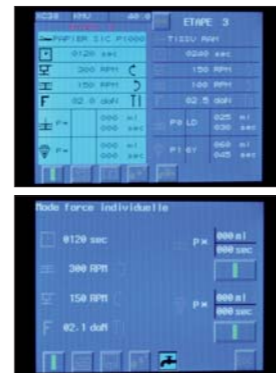 ETAPE 3
PAPIER SIC P1000
TISSU RAM
0120 sec
0240 sec
300 RPM
150 RPM
150 RPM
100 RPM
F 02.0 daN
02.5 daN
P*
000 ml
000 sec
P0 LD
025 ml
030 sec
P*
000 ml
000 sec
P1 GY
060 ml
045 sec
Mode force individuelle
0120 sec
P*
000 ml
000 sec
300 RPM
150 RPM
P*
000 ml
000 sec
F 02.1 daN